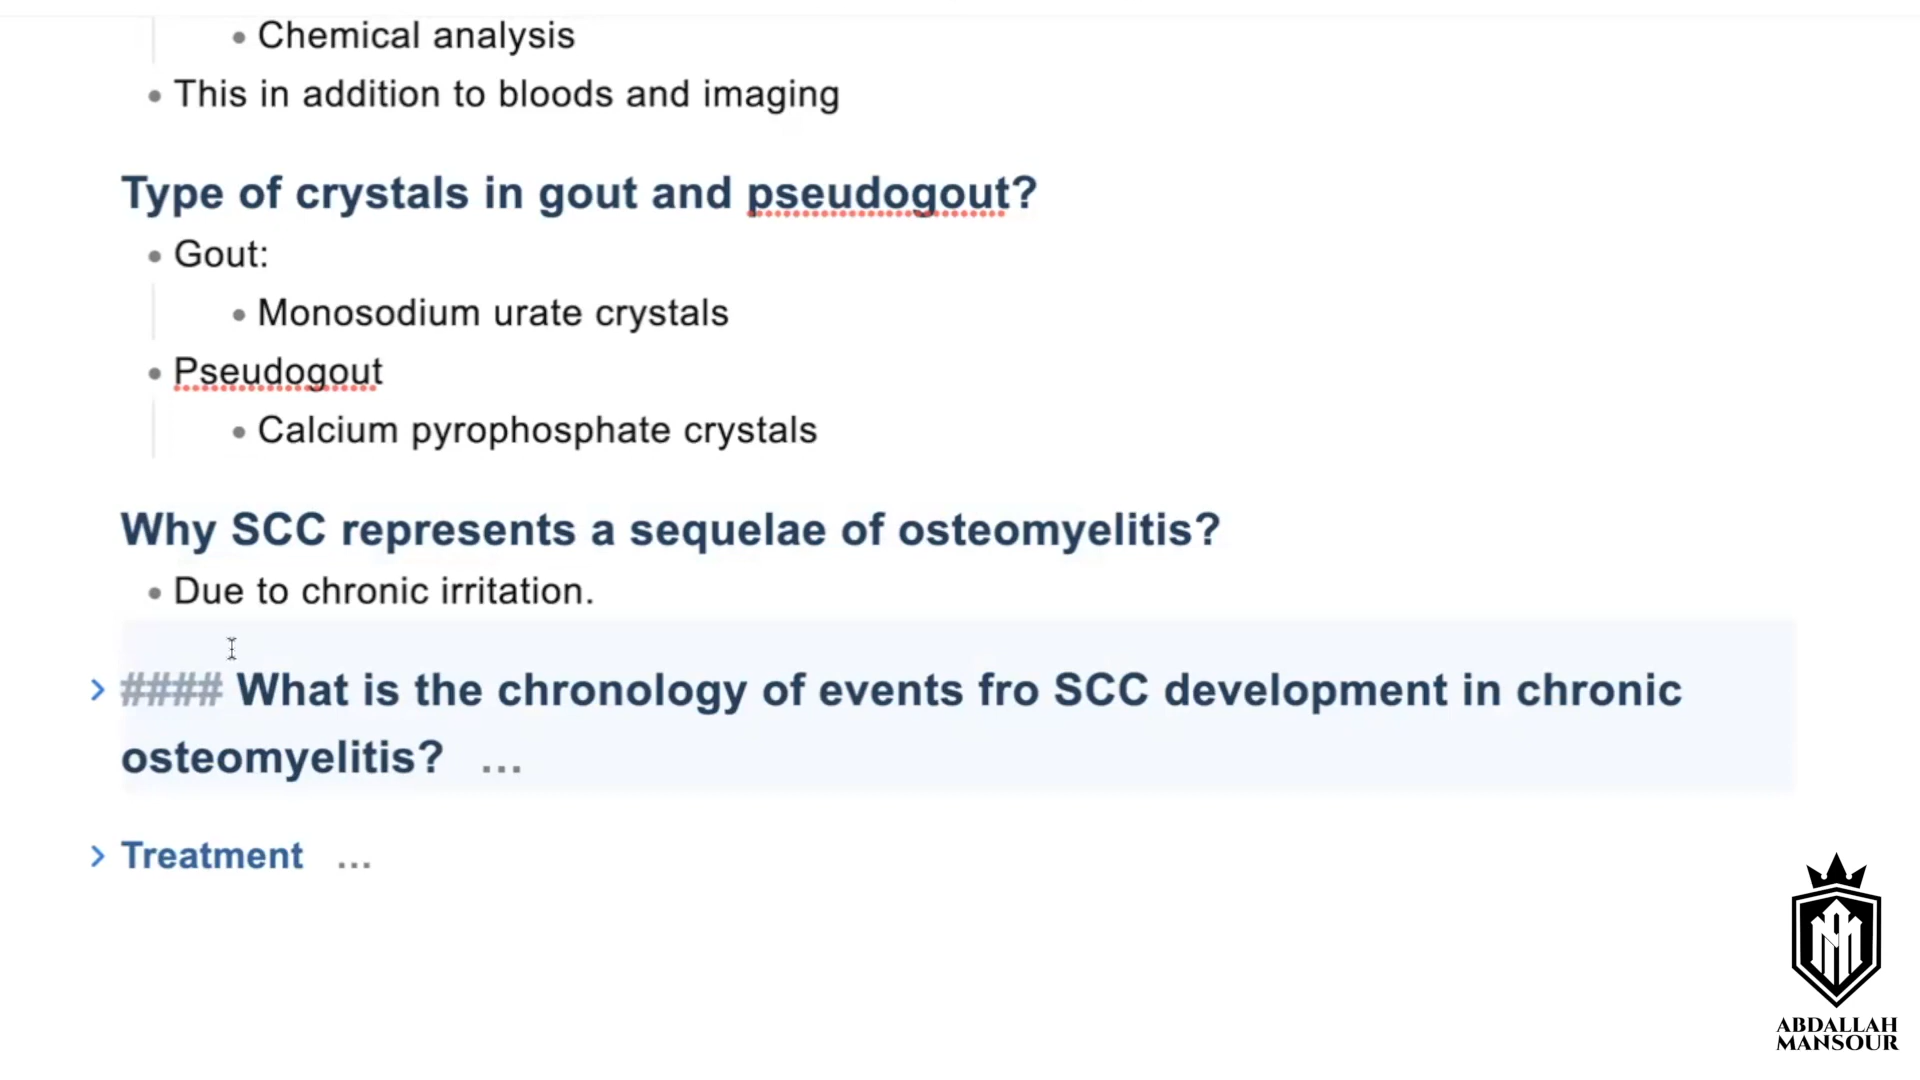 Chemical analysis
This in addition to bloods and imaging
Type of crystals in gout and pseudogout?
Gout:
Monosodium urate crystals
Pseudogout
Calcium pyrophosphate crystals
Why SCC represents a sequelae of osteomyelitis?
Due to chronic irritation.
#### What is the chronology of events fro SCC development in chronic
osteomyelitis? ...
Treatment ...
ABDALLAH
MANSOUR